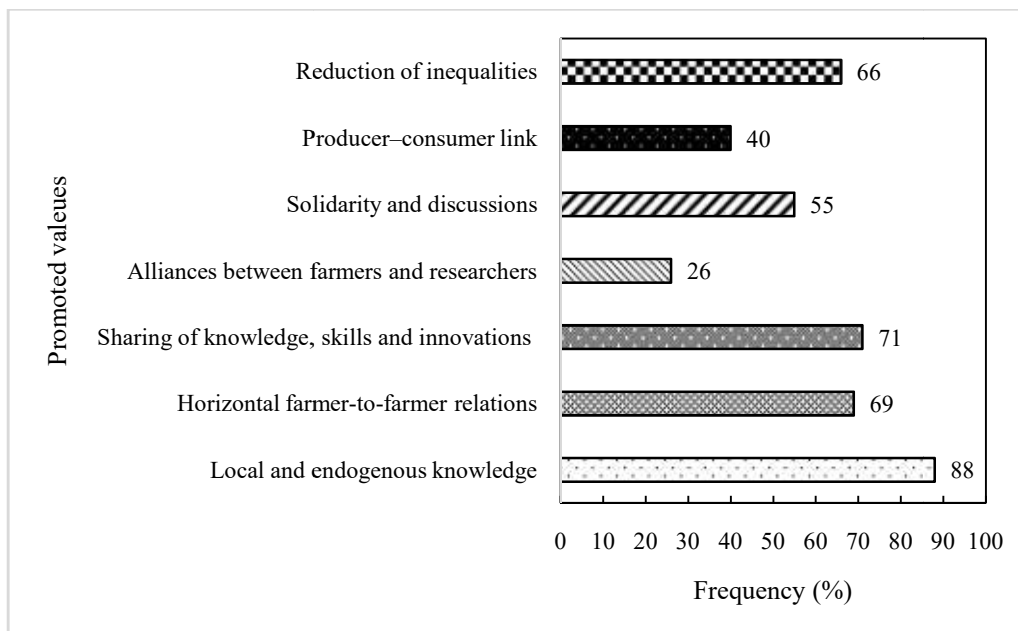 Promoted valeues
Reduction of inequalities 66
Producer–consumer link 40
Solidarity and discussions 55
Alliances between farmers and researchers 26
Sharing of knowledge, skills and innovations 71
Horizontal farmer-to-farmer relations 69
Local and endogenous knowledge 88
0 10 20 30 40 50 60 70 80 90 100
Frequency (%)